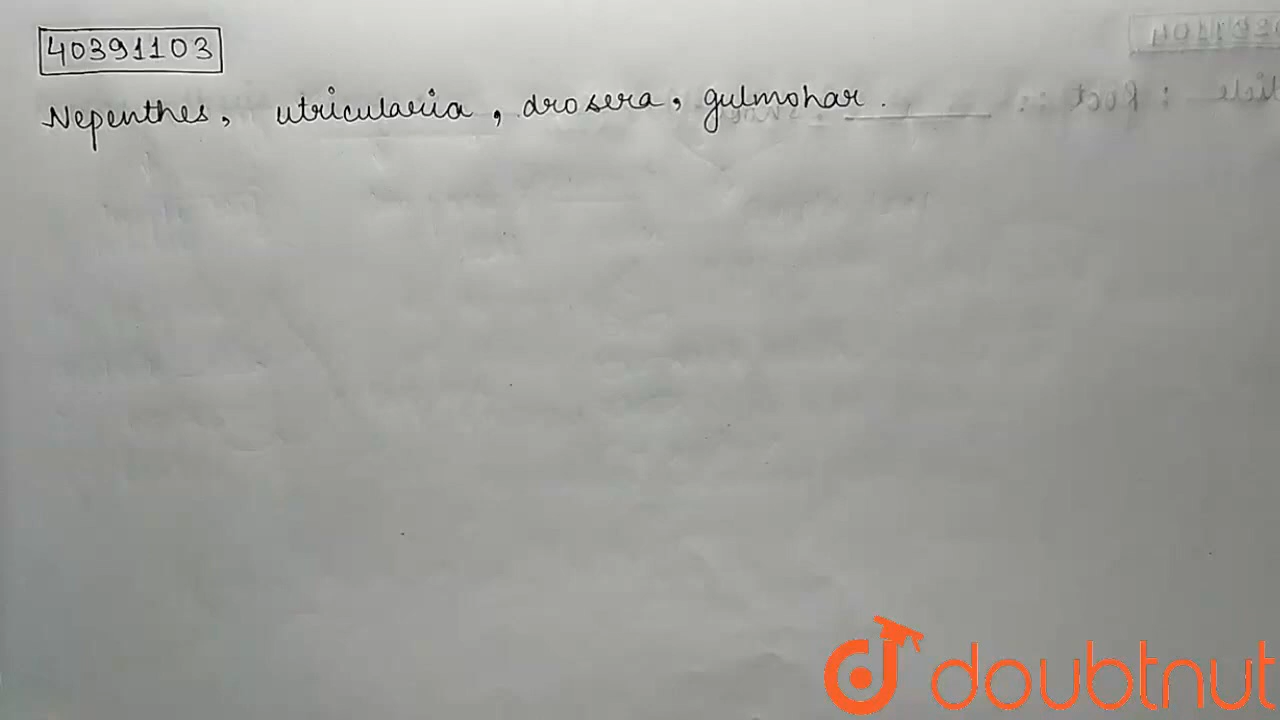 40391103
Nepenthes, utricularia, drosera, gulmohar.
doubtnut